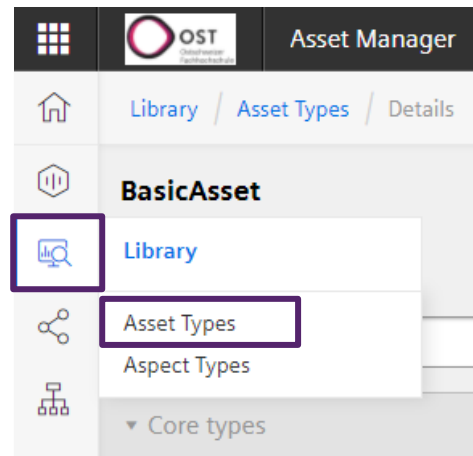 OST
Ostschweizer
Fachhochschule
Asset Manager
Library / Asset Types / Details
BasicAsset
Library
Asset Types
Aspect Types
Core types